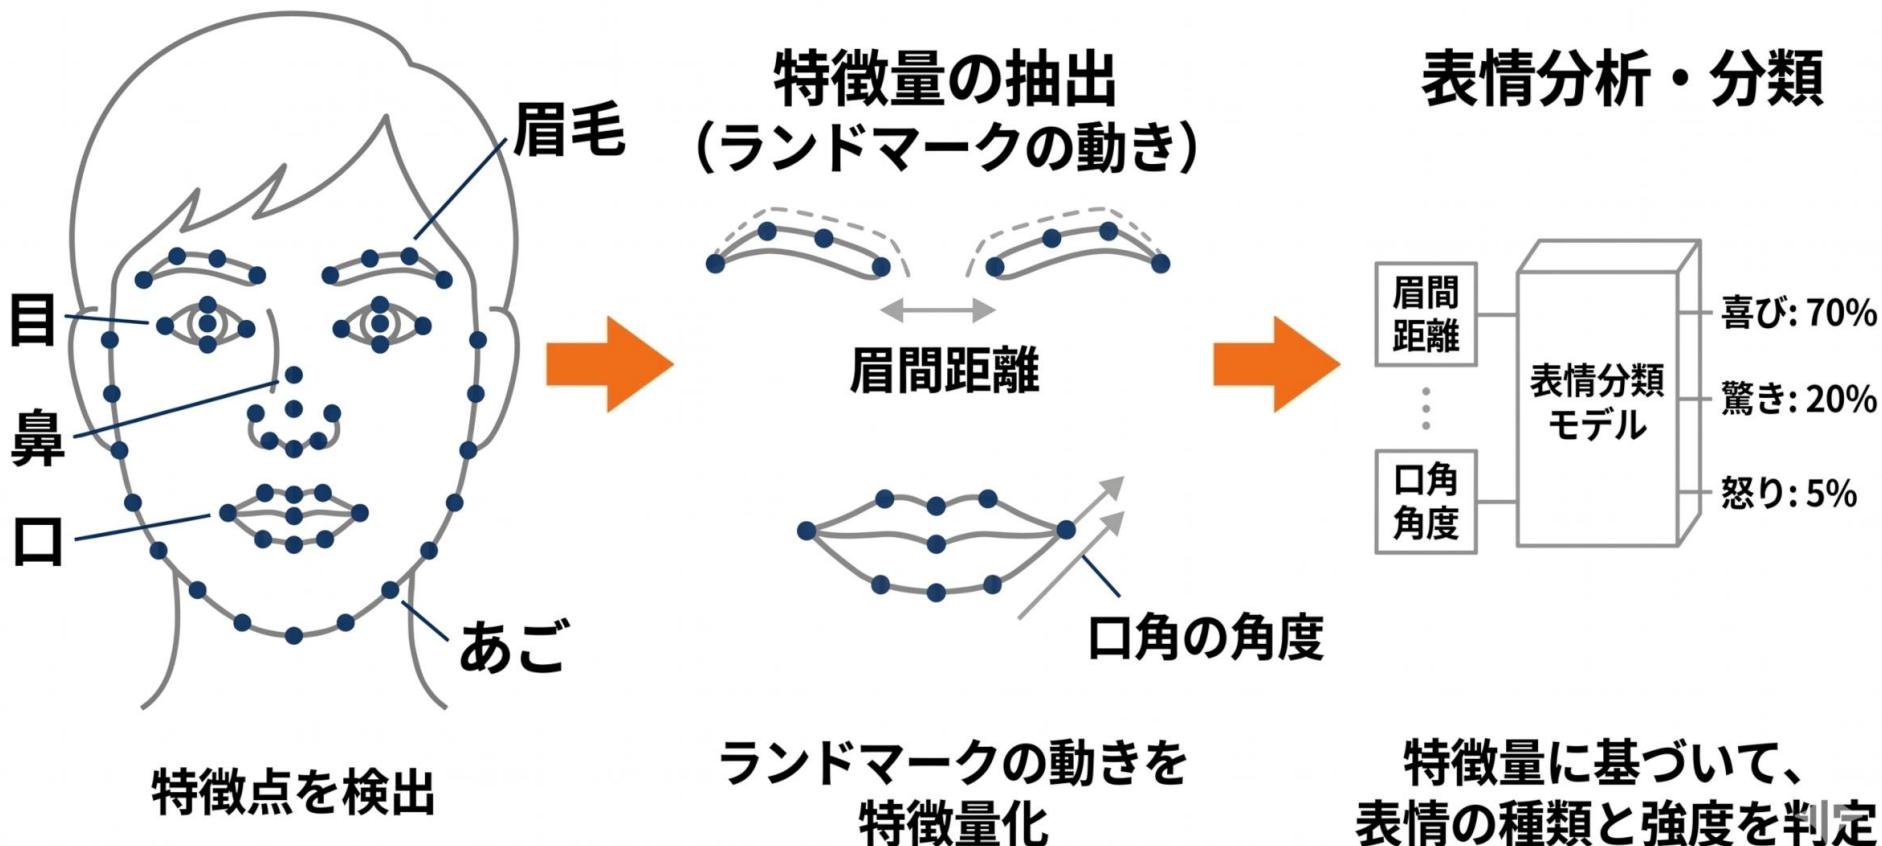 眉毛
目
鼻
口
あご
特徴点を検出
特徴量の抽出
（ランドマークの動き）
眉間距離
口角の角度
ランドマークの動きを
特徴量化
表情分析・分類
眉間
距離
口角
角度
表情分類
モデル
喜び: 70%
驚き: 20%
怒り: 5%
特徴量に基づいて、
表情の種類と強度を判定